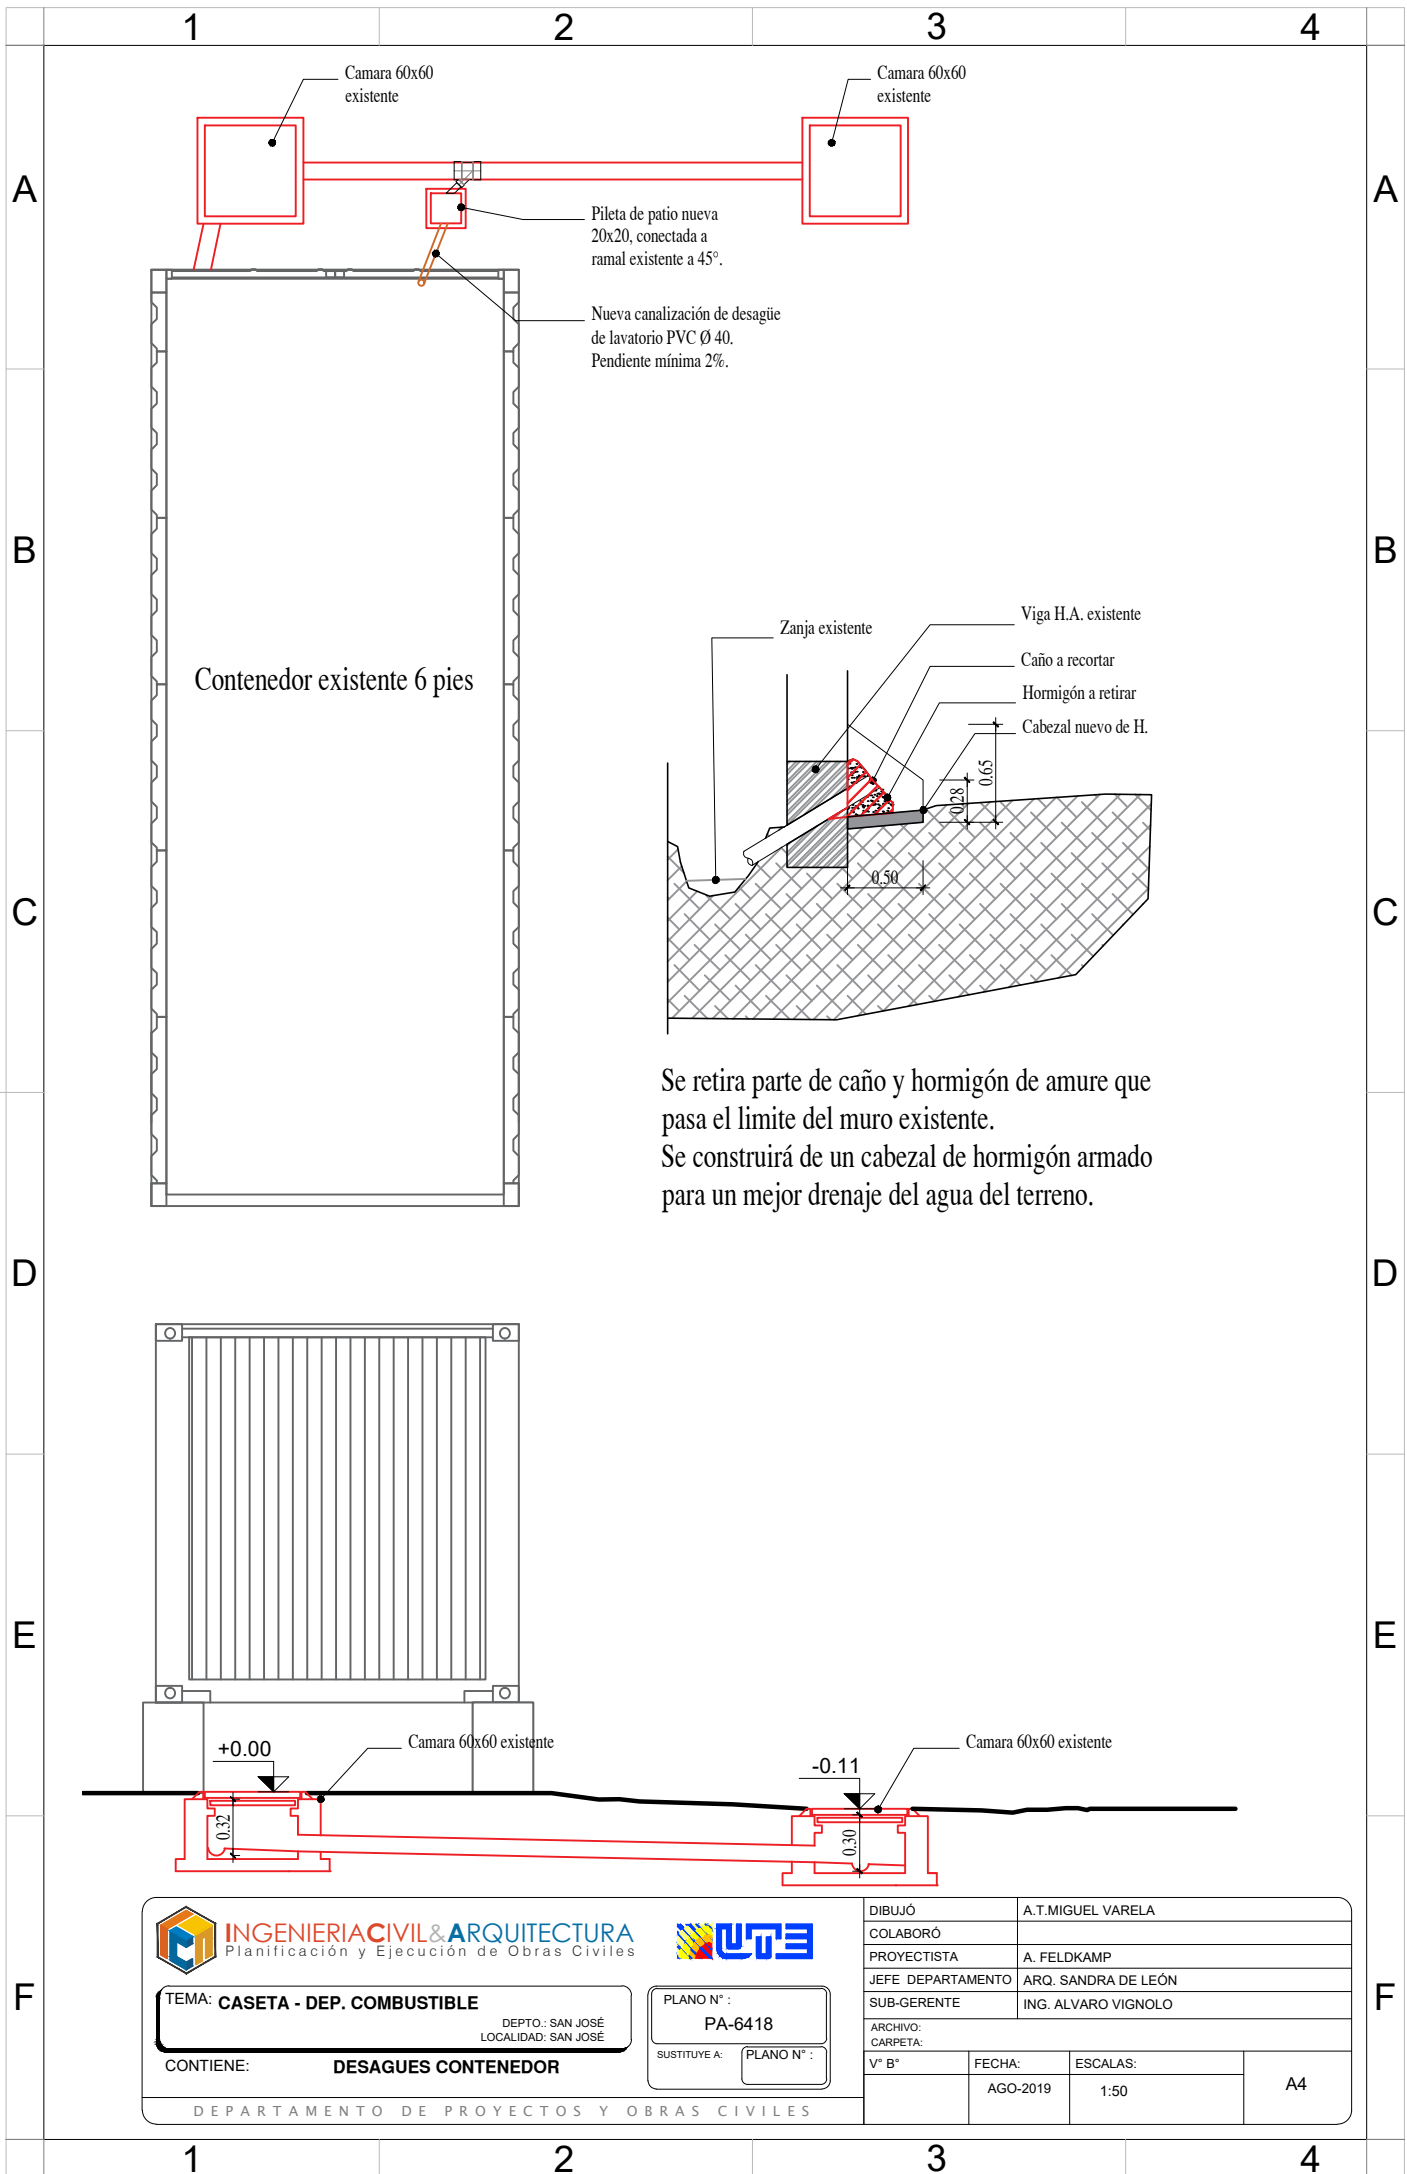 1 2 3 4
A A
B B
C C
D D
E E
F F
Camara 60x60
existente
Camara 60x60
existente
Pileta de patio nueva
20x20, conectada a
ramal existente a 45°.
Nueva canalización de desagüe
de lavatorio PVC Ø 40.
Pendiente mínima 2%.
Contenedor existente 6 pies
Zanja existente
Viga H.A. existente
Caño a recortar
Hormigón a retirar
Cabezal nuevo de H.
0.65
0.28
0.50
Se retira parte de caño y hormigón de amure que
pasa el limite del muro existente.
Se construirá de un cabezal de hormigón armado
para un mejor drenaje del agua del terreno.
+0.00
Camara 60x60 existente
-0.11
Camara 60x60 existente
0.32
0.30
INGENIERIACIVIL&ARQUITECTURA
Planificación y Ejecución de Obras Civiles
UTE
TEMA: CASETA - DEP. COMBUSTIBLE
DEPTO.: SAN JOSÉ
LOCALIDAD: SAN JOSÉ
CONTIENE: DESAGUES CONTENEDOR
PLANO N° :
PA-6418
SUSTITUYE A: PLANO N° :
DEPARTAMENTO DE PROYECTOS Y OBRAS CIVILES
DIBUJÓ A.T.MIGUEL VARELA
COLABORÓ
PROYECTISTA A. FELDKAMP
JEFE DEPARTAMENTO ARQ. SANDRA DE LEÓN
SUB-GERENTE ING. ALVARO VIGNOLO
ARCHIVO:
CARPETA:
V° B° FECHA: ESCALAS:
AGO-2019 1:50 A4
1 2 3 4